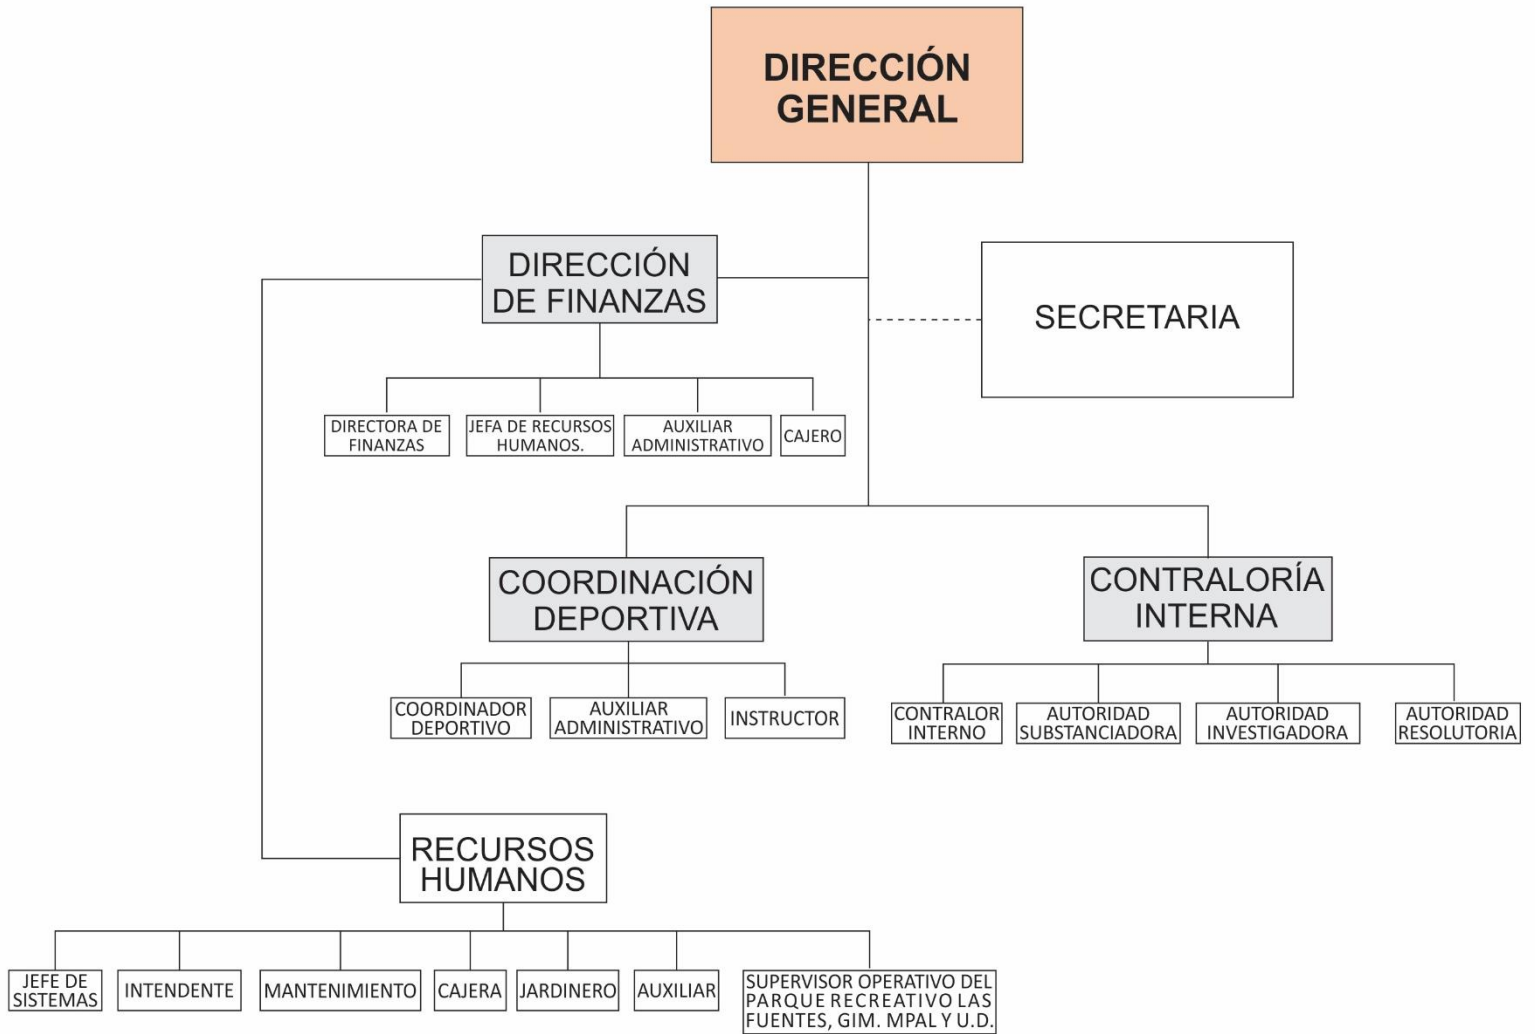 DIRECCIÓN
GENERAL
DIRECCIÓN
DE FINANZAS
SECRETARIA
DIRECTORA DE
FINANZAS
JEFA DE RECURSOS
HUMANOS.
AUXILIAR
ADMINISTRATIVO
CAJERO
COORDINACIÓN
DEPORTIVA
CONTRALORÍA
INTERNA
COORDINADOR
DEPORTIVO
AUXILIAR
ADMINISTRATIVO
INSTRUCTOR
CONTRALOR
INTERNO
AUTORIDAD
SUBSTANCIADORA
AUTORIDAD
INVESTIGADORA
AUTORIDAD
RESOLUTORIA
RECURSOS
HUMANOS
JEFE DE
SISTEMAS
INTENDENTE
MANTENIMIENTO
CAJERA
JARDINERO
AUXILIAR
SUPERVISOR OPERATIVO DEL
PARQUE RECREATIVO LAS
FUENTES, GIM. MPAL Y U.D.